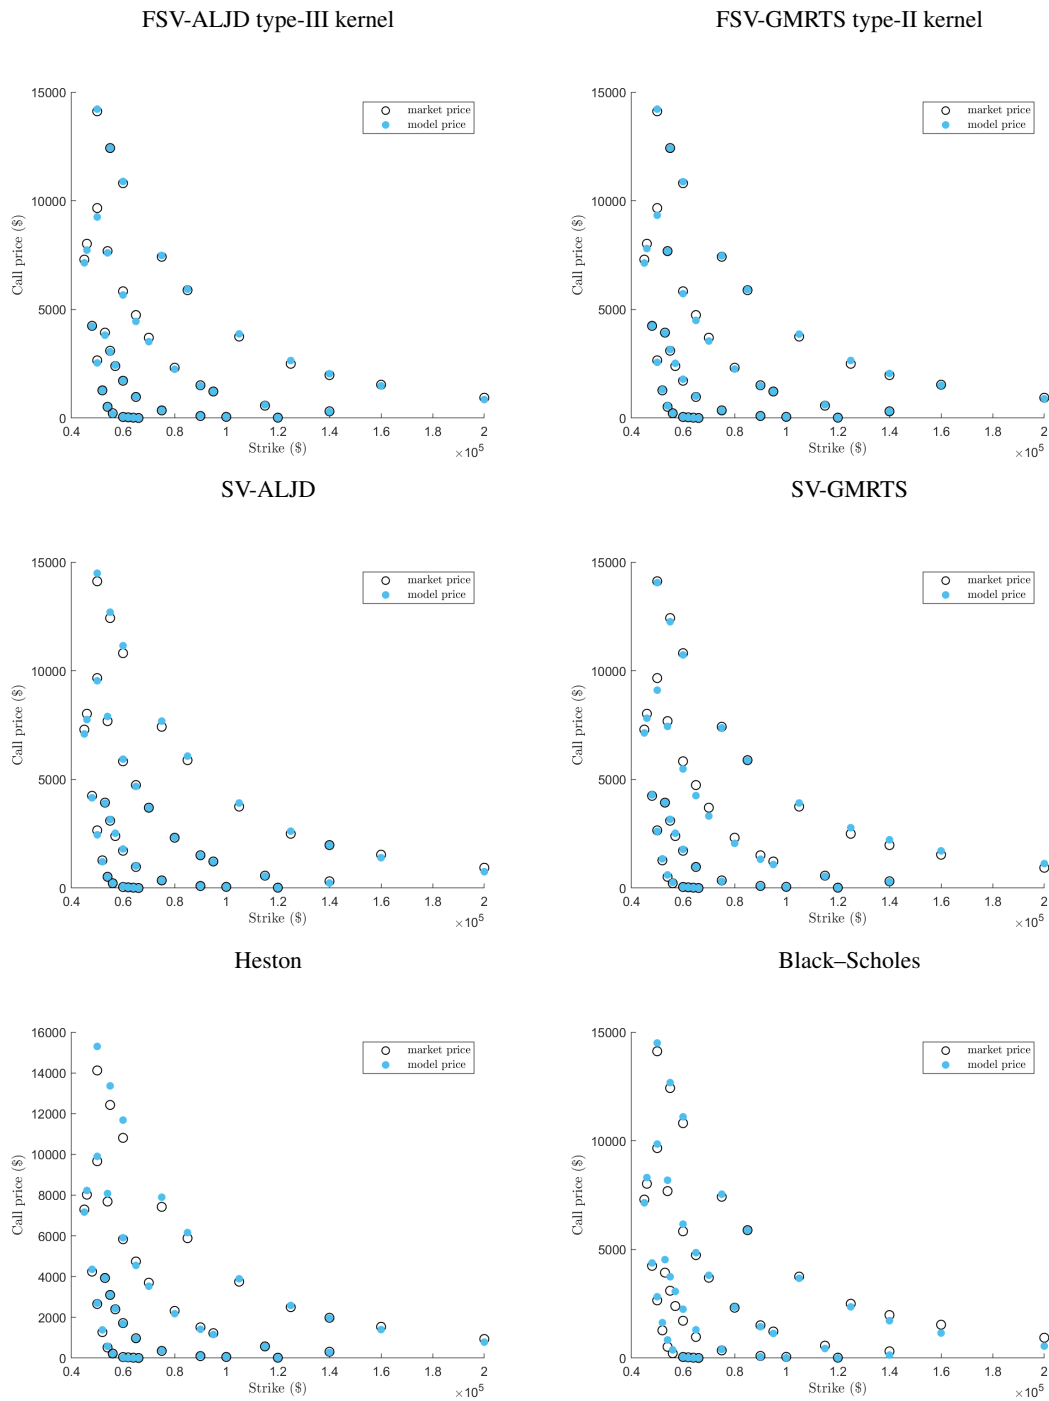 FSV-ALJD type-III kernel
15000
10000
5000
0
Call price ($)
market price
model price
0.4 0.6 0.8 1 1.2 1.4 1.6 1.8 2
Strike ($)
×10^5
FSV-GMRTS type-II kernel
15000
10000
5000
0
Call price ($)
market price
model price
0.4 0.6 0.8 1 1.2 1.4 1.6 1.8 2
Strike ($)
×10^5
SV-ALJD
15000
10000
5000
0
Call price ($)
market price
model price
0.4 0.6 0.8 1 1.2 1.4 1.6 1.8 2
Strike ($)
×10^5
SV-GMRTS
15000
10000
5000
0
Call price ($)
market price
model price
0.4 0.6 0.8 1 1.2 1.4 1.6 1.8 2
Strike ($)
×10^5
Heston
16000
14000
12000
10000
8000
6000
4000
2000
0
Call price ($)
market price
model price
0.4 0.6 0.8 1 1.2 1.4 1.6 1.8 2
Strike ($)
×10^5
Black–Scholes
15000
10000
5000
0
Call price ($)
market price
model price
0.4 0.6 0.8 1 1.2 1.4 1.6 1.8 2
Strike ($)
×10^5